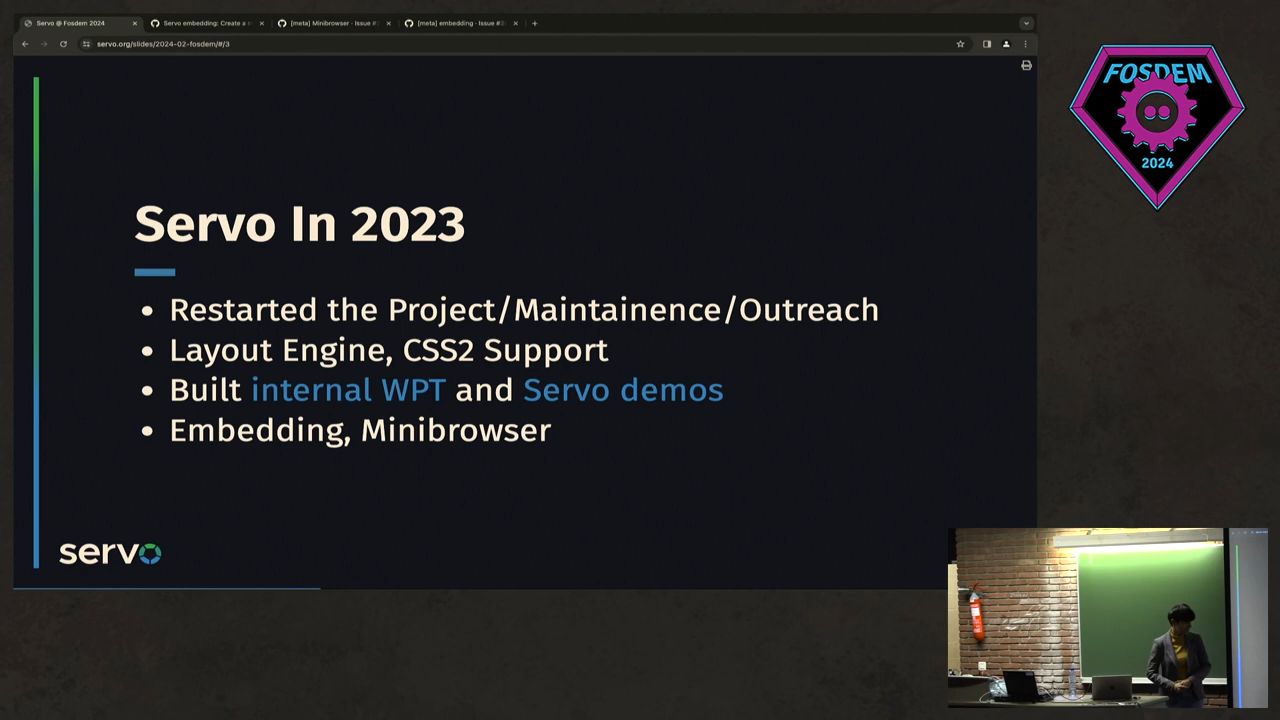 Servo @ Fosdem 2024
Servo embedding: Create a
[meta] Minibrowser · Issue #
[meta] embedding · Issue #
servo.org/slides/2024-02-fosdem/#/3
FOSDEM
2024
Servo In 2023
• Restarted the Project/Maintainence/Outreach
• Layout Engine, CSS2 Support
• Built internal WPT and Servo demos
• Embedding, Minibrowser
servo